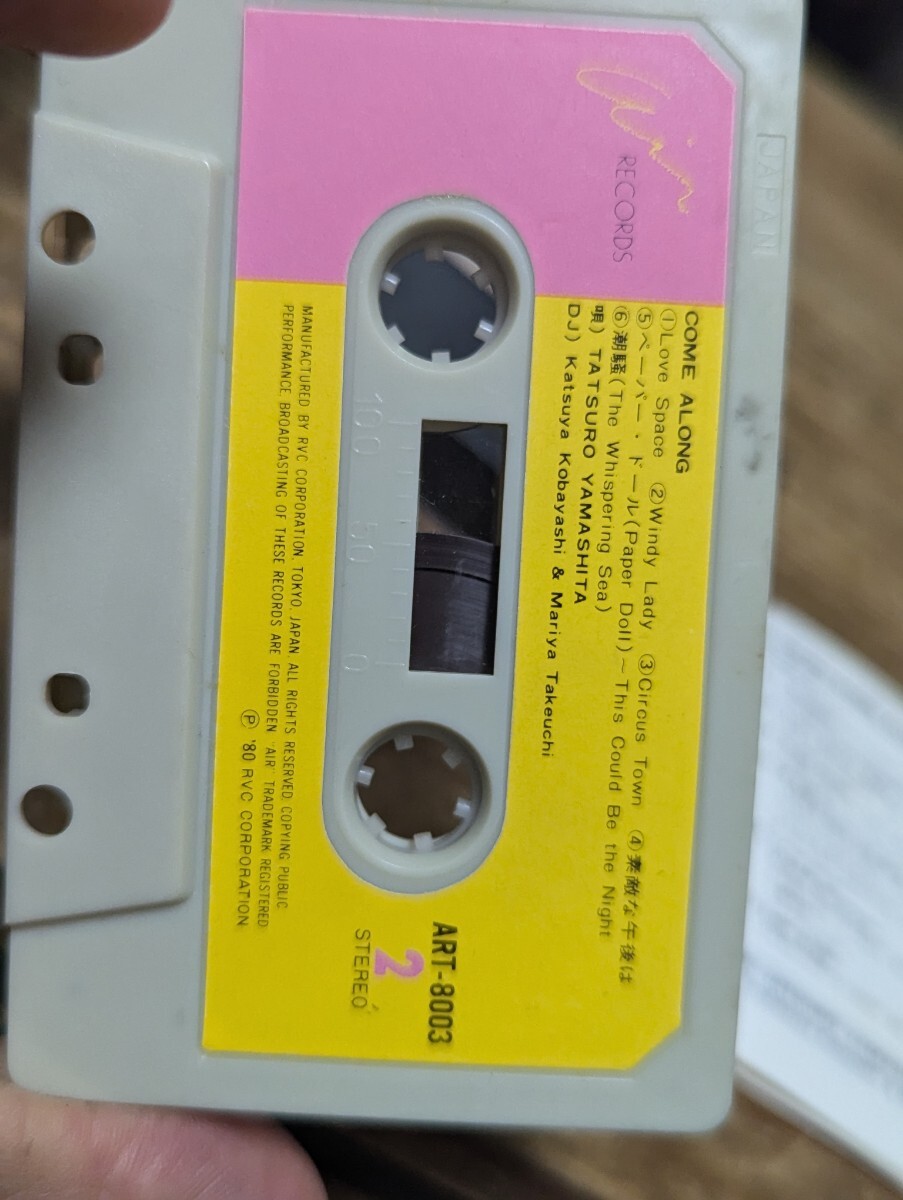 Air
RECORDS
JAPAN
COME ALONG
①Love Space ②Windy Lady ③Circus Town ④素敵な午後は
⑤ペーパー・ドール(Paper Doll)～This Could Be the Night
⑥潮騒(The Whispering Sea)
唄) TATSURO YAMASHITA
DJ) Katsuya Kobayashi & Mariya Takeuchi
100 50 0
ART-8003
2
STEREO
MANUFACTURED BY RVC CORPORATION, TOKYO, JAPAN. ALL RIGHTS RESERVED, COPYING PUBLIC
PERFORMANCE BROADCASTING OF THESE RECORDS ARE FORBIDDEN "AIR" TRADEMARK REGISTERED
Ⓟ '80 RVC CORPORATION